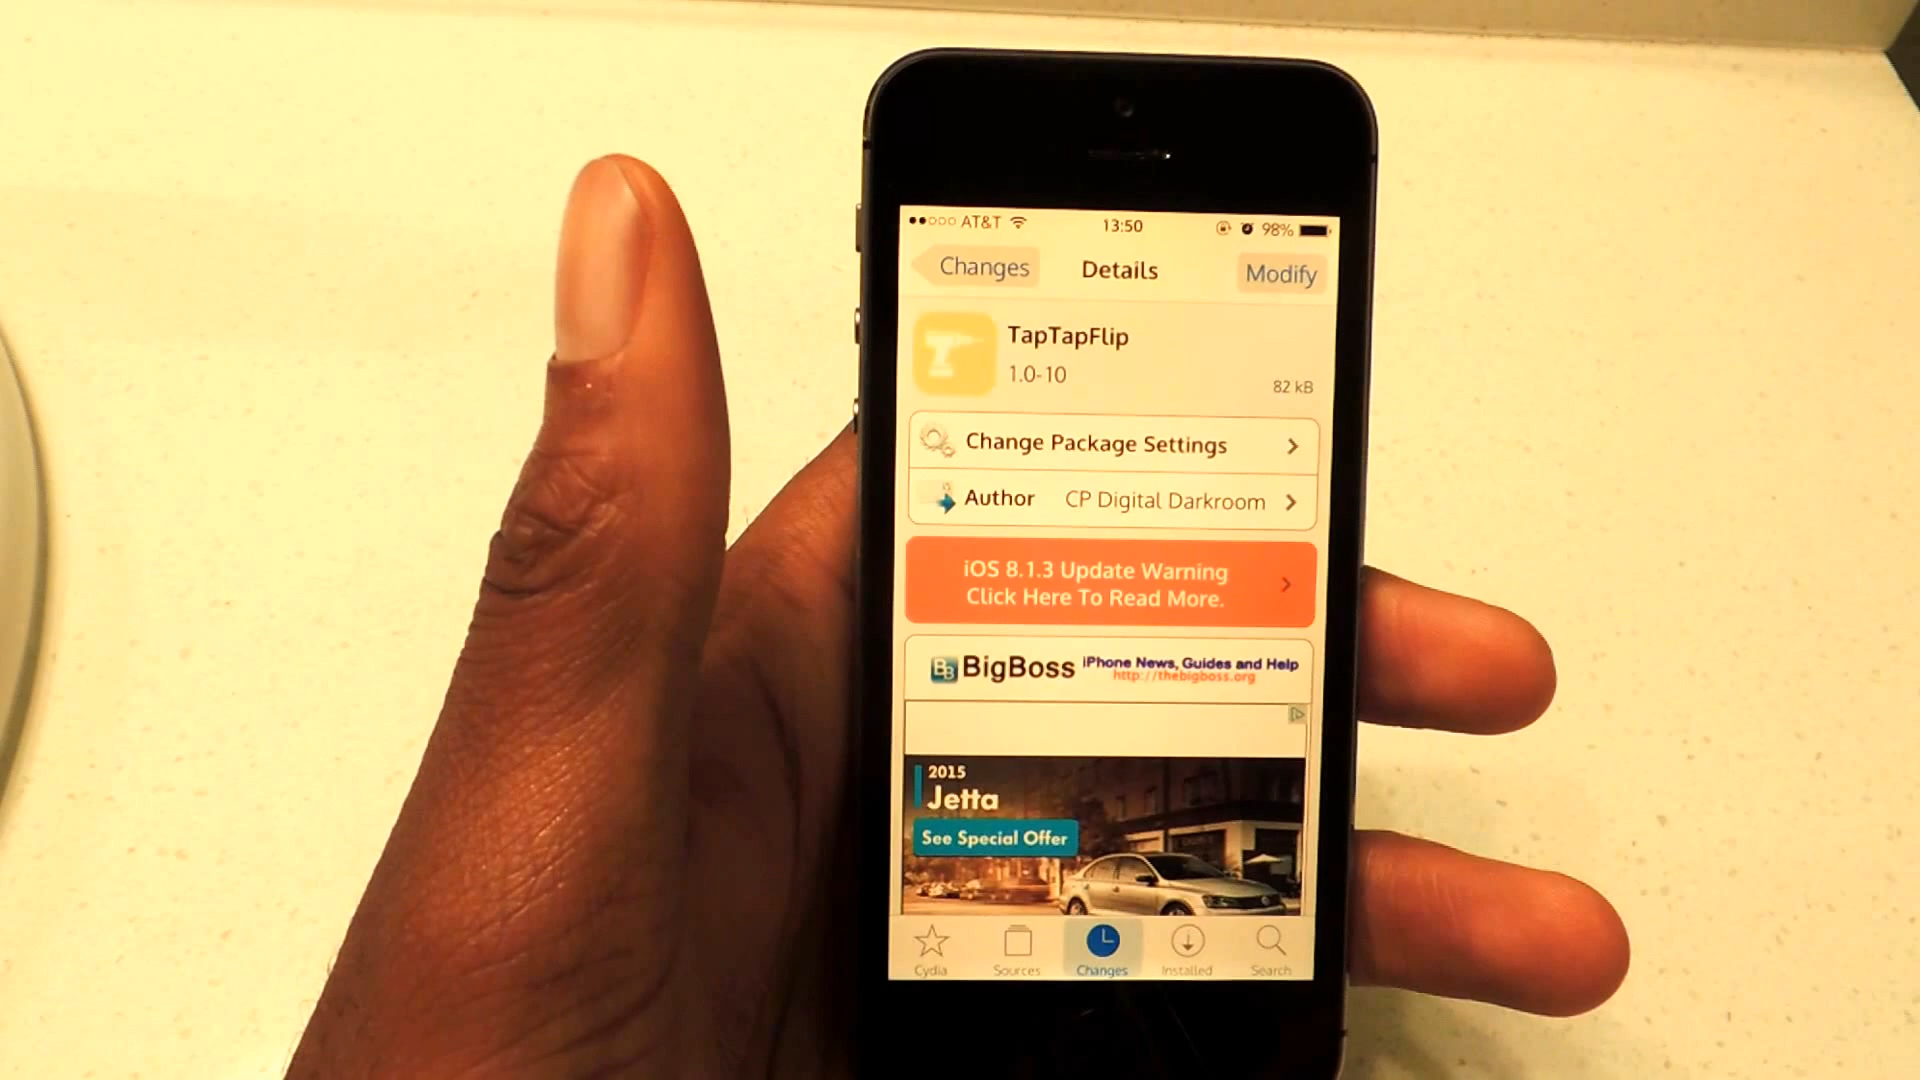 AT&T 13:50 98%
Changes Details Modify
TapTapFlip
1.0-10
82 kB
Change Package Settings
Author CP Digital Darkroom
iOS 8.1.3 Update Warning
Click Here To Read More.
BB BigBoss iPhone News, Guides and Help
http://thebigboss.org
2015
Jetta
See Special Offer
Cydia Sources Changes Installed Search